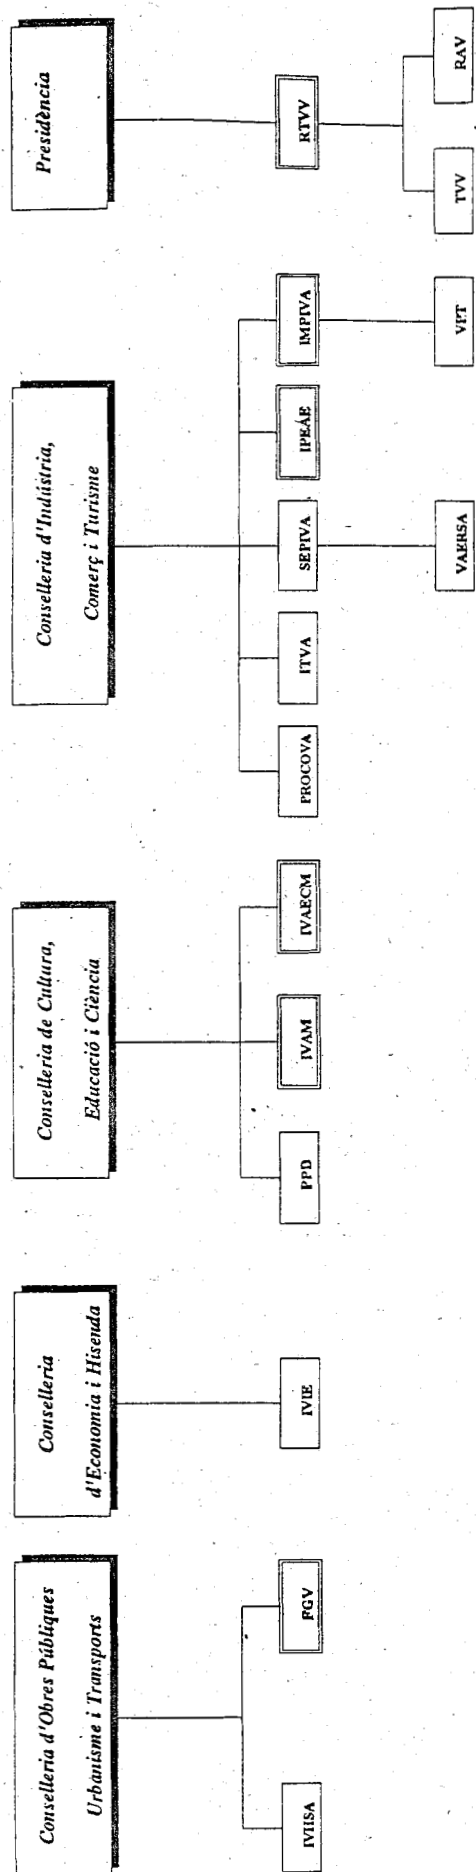 Conselleria d'Obres Públiques
Urbanisme i Transports
IVIISA
FGV
Conselleria
d'Economia i Hisenda
IVIE
Conselleria de Cultura,
Educació i Ciència
PPD
IVAM
IVAECM
Conselleria d'Indústria,
Comerç i Turisme
PROCOVA
ITVA
SEPIVA
IPEAE
IMPIVA
VAERSA
VPT
Presidència
RTVV
TVV
RAV